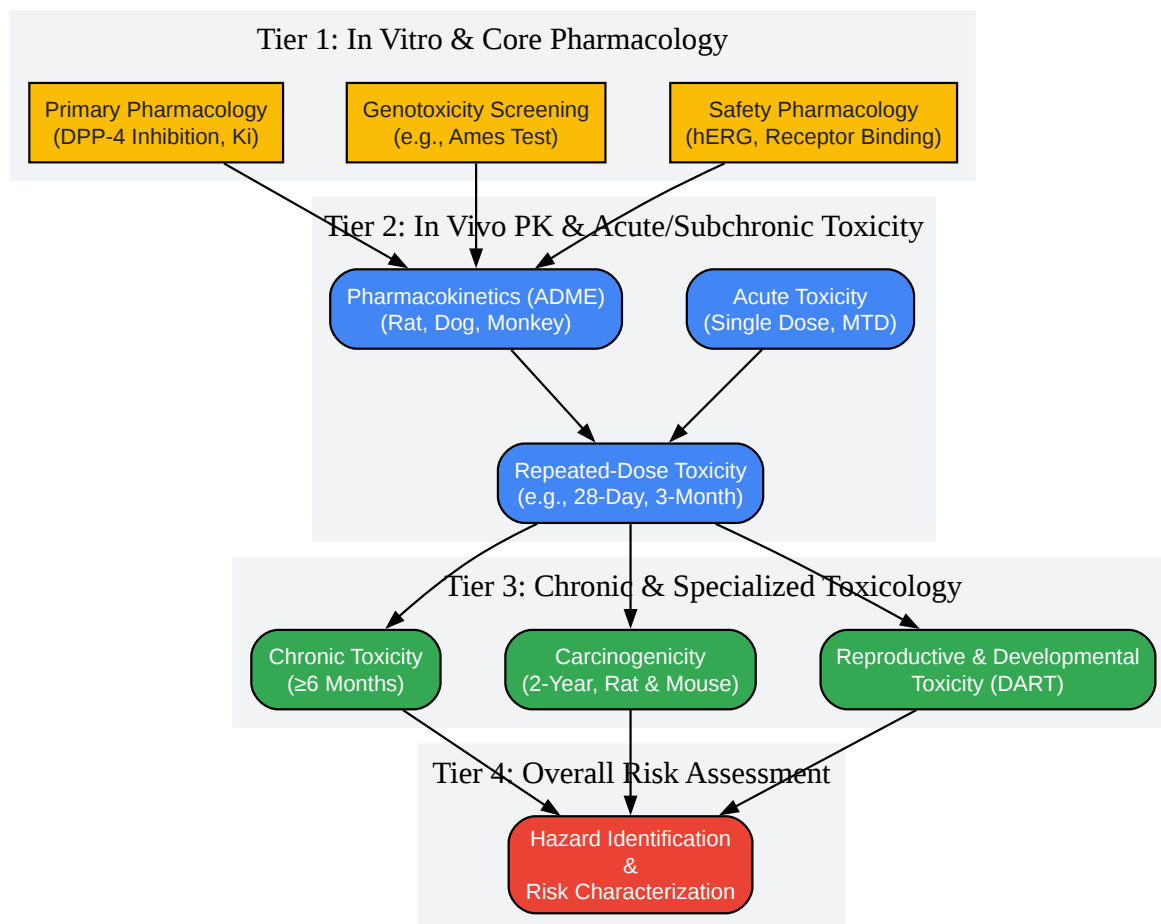 Tier 1: In Vitro & Core Pharmacology
Primary Pharmacology
(DPP-4 Inhibition, Ki)
Genotoxicity Screening
(e.g., Ames Test)
Safety Pharmacology
(hERG, Receptor Binding)
Tier 2: In Vivo PK & Acute/Subchronic Toxicity
Pharmacokinetics (ADME)
(Rat, Dog, Monkey)
Acute Toxicity
(Single Dose, MTD)
Repeated-Dose Toxicity
(e.g., 28-Day, 3-Month)
Tier 3: Chronic & Specialized Toxicology
Chronic Toxicity
(≥6 Months)
Carcinogenicity
(2-Year, Rat & Mouse)
Reproductive & Developmental
Toxicity (DART)
Tier 4: Overall Risk Assessment
Hazard Identification
&
Risk Characterization